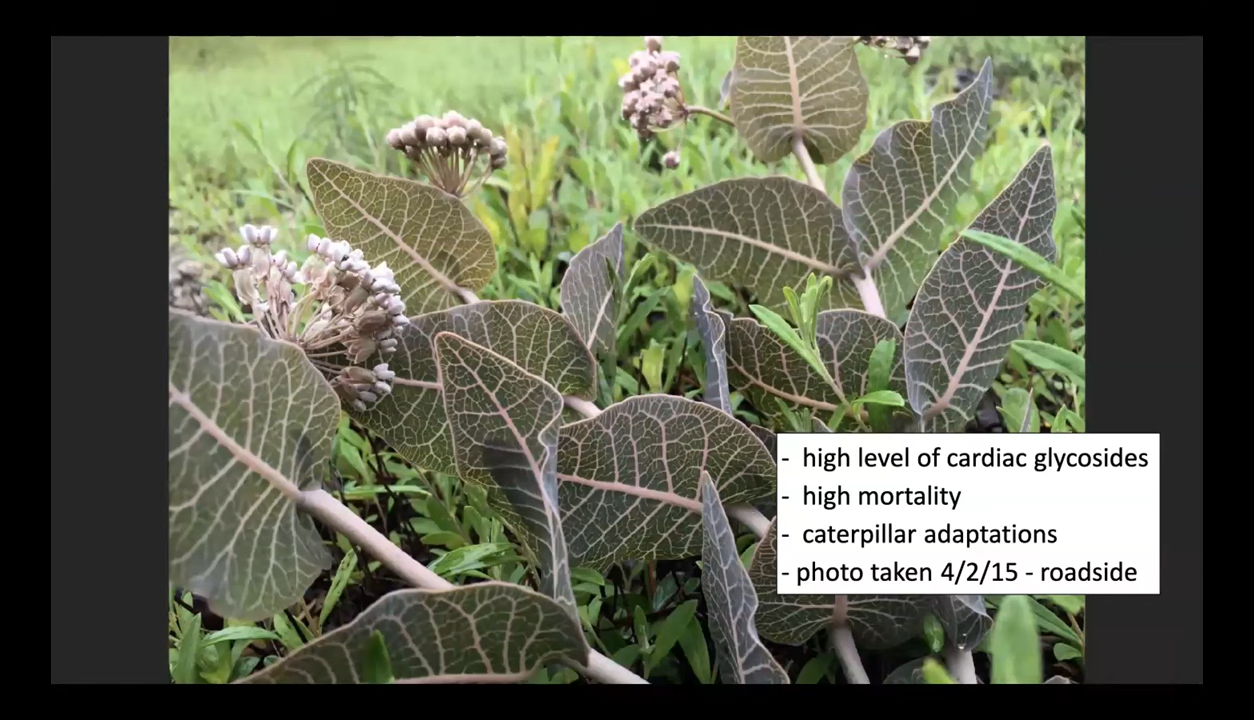 - high level of cardiac glycosides
- high mortality
- caterpillar adaptations
- photo taken 4/2/15 - roadside